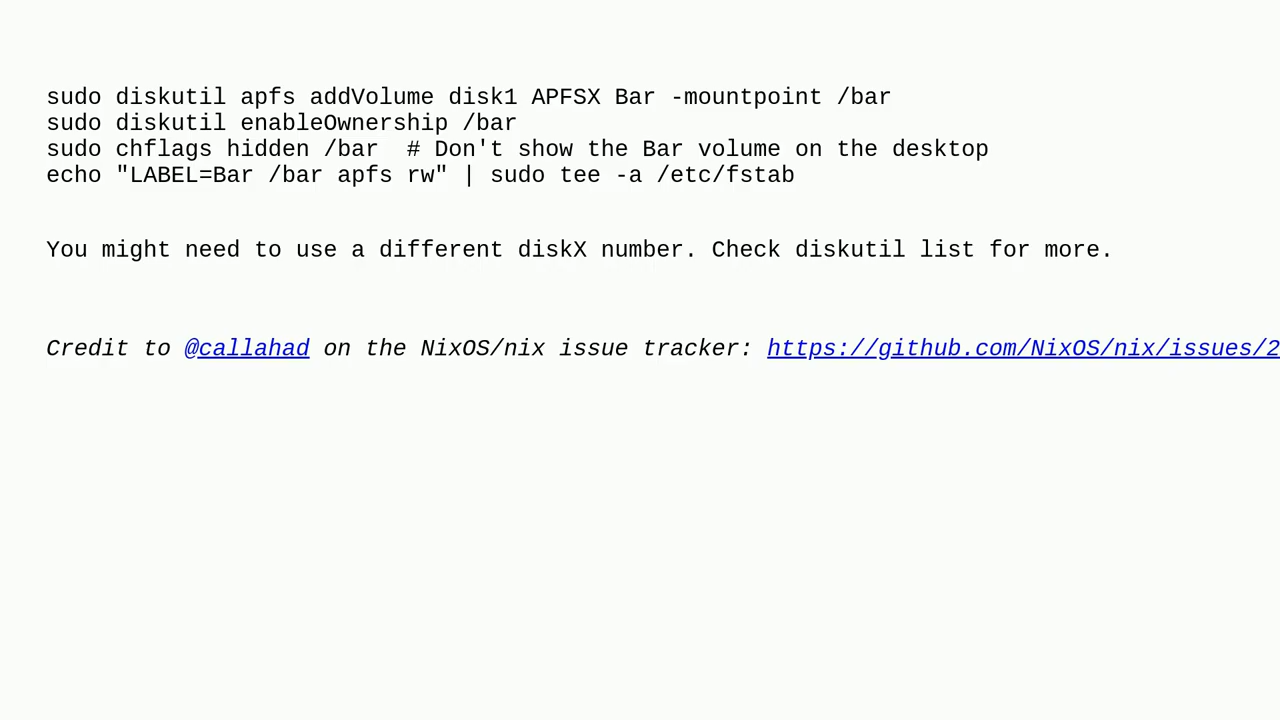 sudo diskutil apfs addVolume disk1 APFSX Bar -mountpoint /bar
sudo diskutil enableOwnership /bar
sudo chflags hidden /bar  # Don't show the Bar volume on the desktop
echo "LABEL=Bar /bar apfs rw" | sudo tee -a /etc/fstab
You might need to use a different diskX number. Check diskutil list for more.
Credit to @callahad on the NixOS/nix issue tracker: https://github.com/NixOS/nix/issues/2